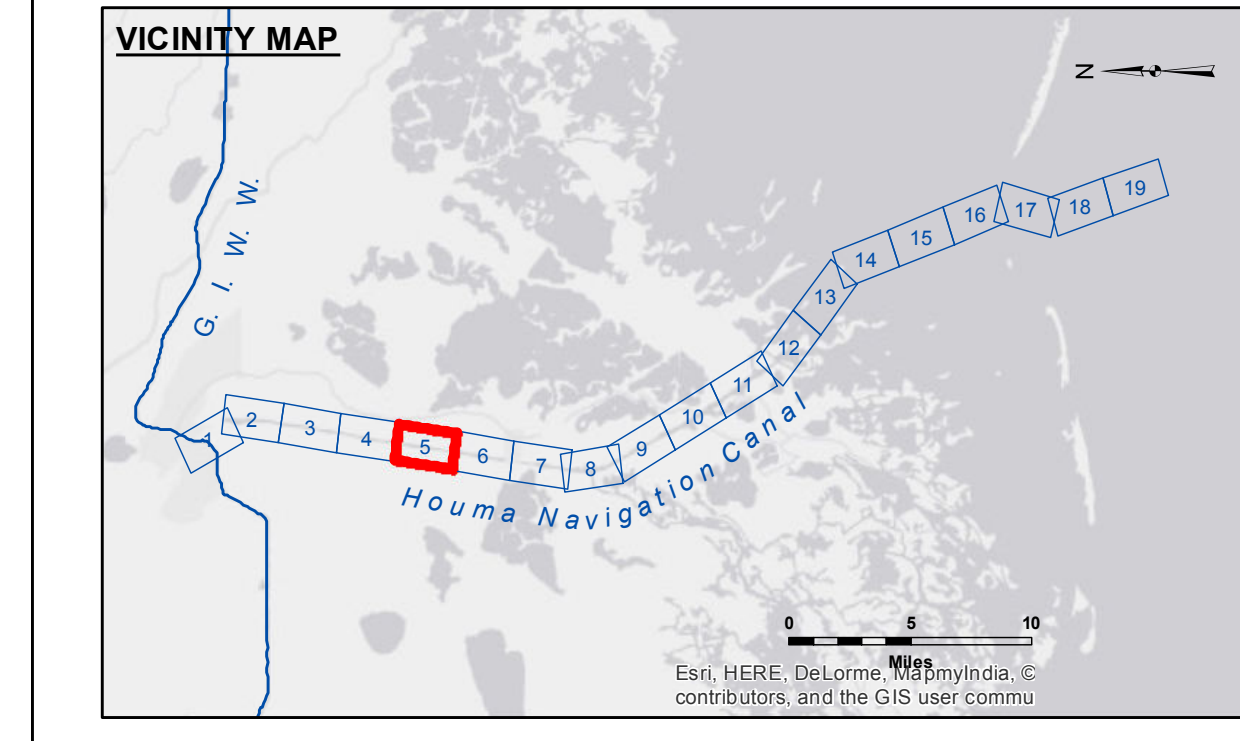 VICINITY MAP
N
G. I. W. W.
1
2
3
4
5
6
7
8
9
10
11
12
13
14
15
16
17
18
19
Houma Navigation Canal
0 5 10
Miles
Esri, HERE, DeLorme, MapmyIndia, ©
contributors, and the GIS user commu